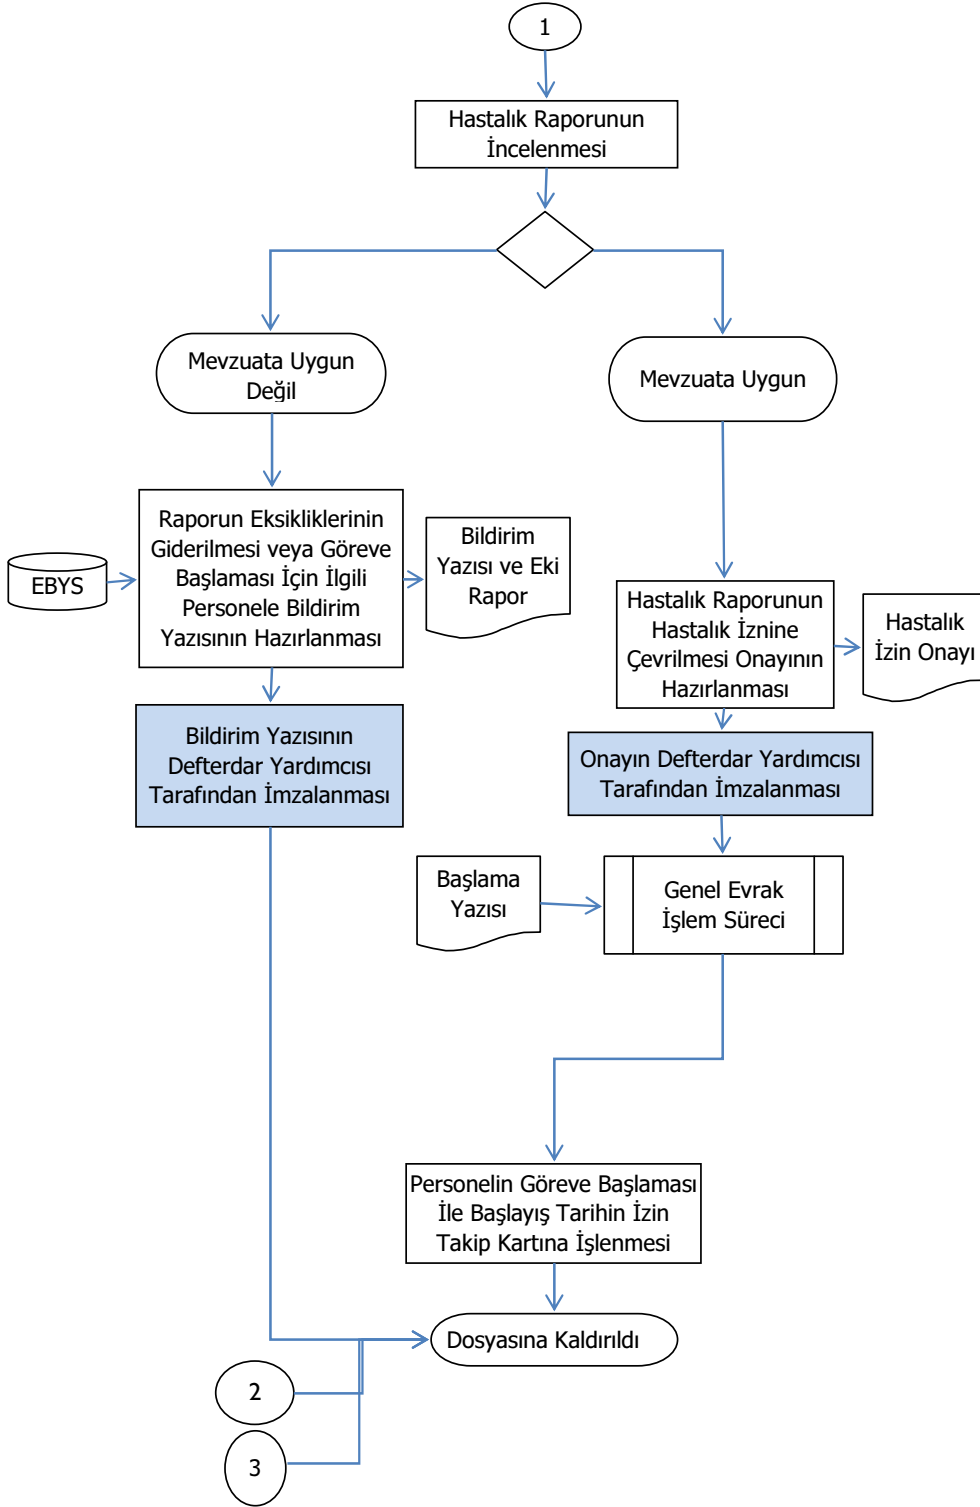 1
Hastalık Raporunun
İncelenmesi
Mevzuata Uygun
Değil
Mevzuata Uygun
Raporun Eksikliklerinin
Giderilmesi veya Göreve
Başlaması İçin İlgili
Personele Bildirim
Yazısının Hazırlanması
EBYS
Bildirim
Yazısı ve Eki
Rapor
Hastalık Raporunun
Hastalık İznine
Çevrilmesi Onayının
Hazırlanması
Hastalık
İzin Onayı
Bildirim Yazısının
Defterdar Yardımcısı
Tarafından İmzalanması
Onayın Defterdar Yardımcısı
Tarafından İmzalanması
Başlama
Yazısı
Genel Evrak
İşlem Süreci
Personelin Göreve Başlaması
İle Başlayış Tarihin İzin
Takip Kartına İşlenmesi
Dosyasına Kaldırıldı
2
3